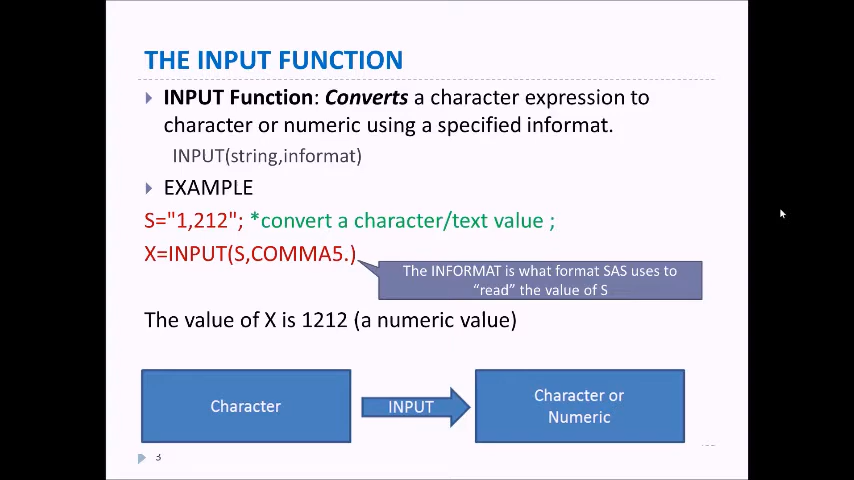 THE INPUT FUNCTION
INPUT Function: Converts a character expression to
character or numeric using a specified informat.
INPUT(string,informat)
EXAMPLE
S="1,212"; *convert a character/text value ;
X=INPUT(S,COMMA5.)
The INFORMAT is what format SAS uses to
“read” the value of S
The value of X is 1212 (a numeric value)
Character
INPUT
Character or
Numeric
3